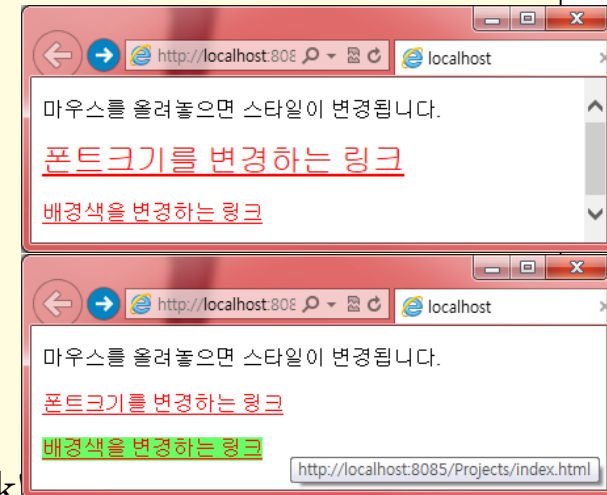 http://localhost:808 localhost
마우스를 올려놓으면 스타일이 변경됩니다.
폰트크기를 변경하는 링크
배경색을 변경하는 링크
http://localhost:808 localhost
마우스를 올려놓으면 스타일이 변경됩니다.
폰트크기를 변경하는 링크
배경색을 변경하는 링크
http://localhost:8085/Projects/index.html